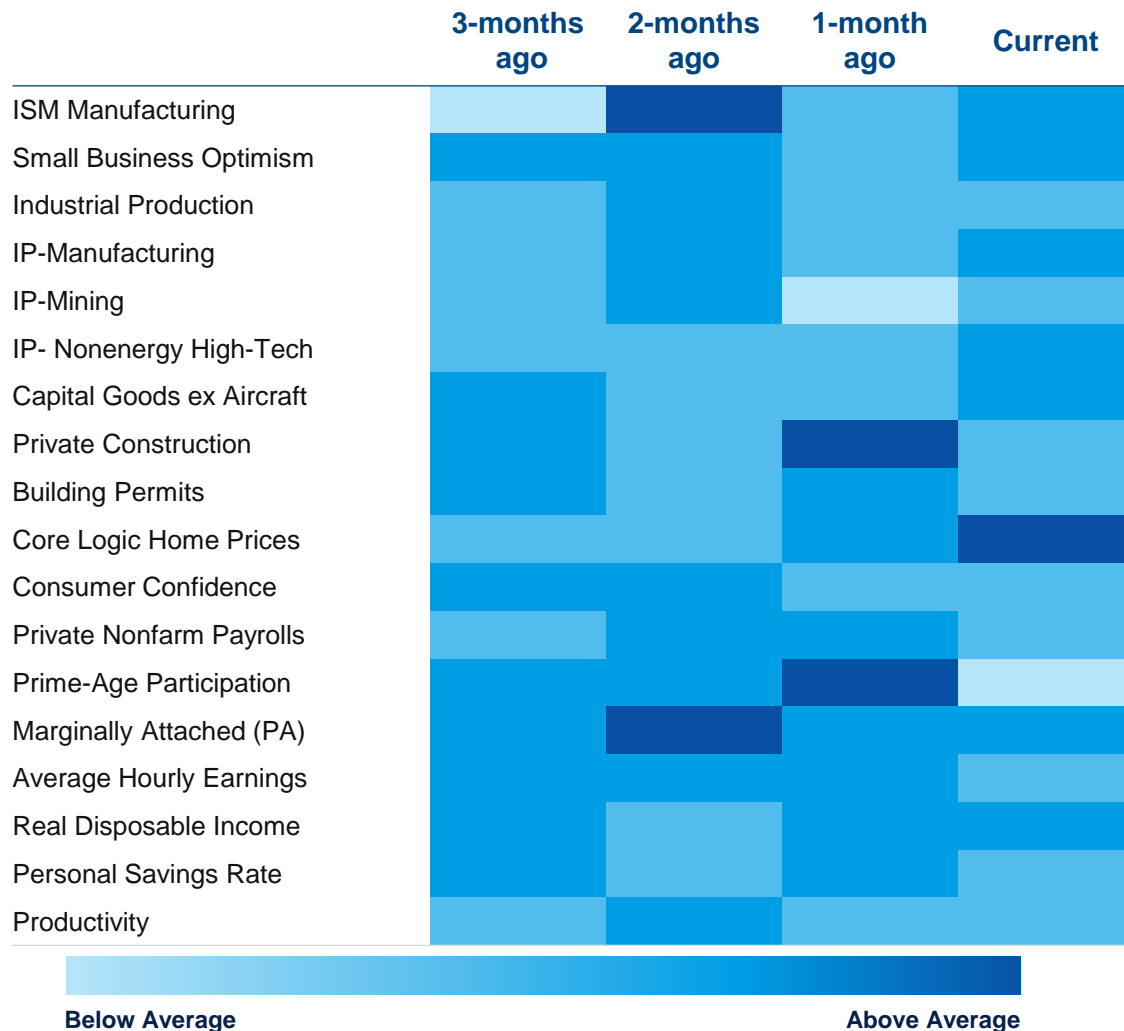 3-months ago
2-months ago
1-month ago
Current
ISM Manufacturing
Small Business Optimism
Industrial Production
IP-Manufacturing
IP-Mining
IP- Nonenergy High-Tech
Capital Goods ex Aircraft
Private Construction
Building Permits
Core Logic Home Prices
Consumer Confidence
Private Nonfarm Payrolls
Prime-Age Participation
Marginally Attached (PA)
Average Hourly Earnings
Real Disposable Income
Personal Savings Rate
Productivity
Below Average
Above Average